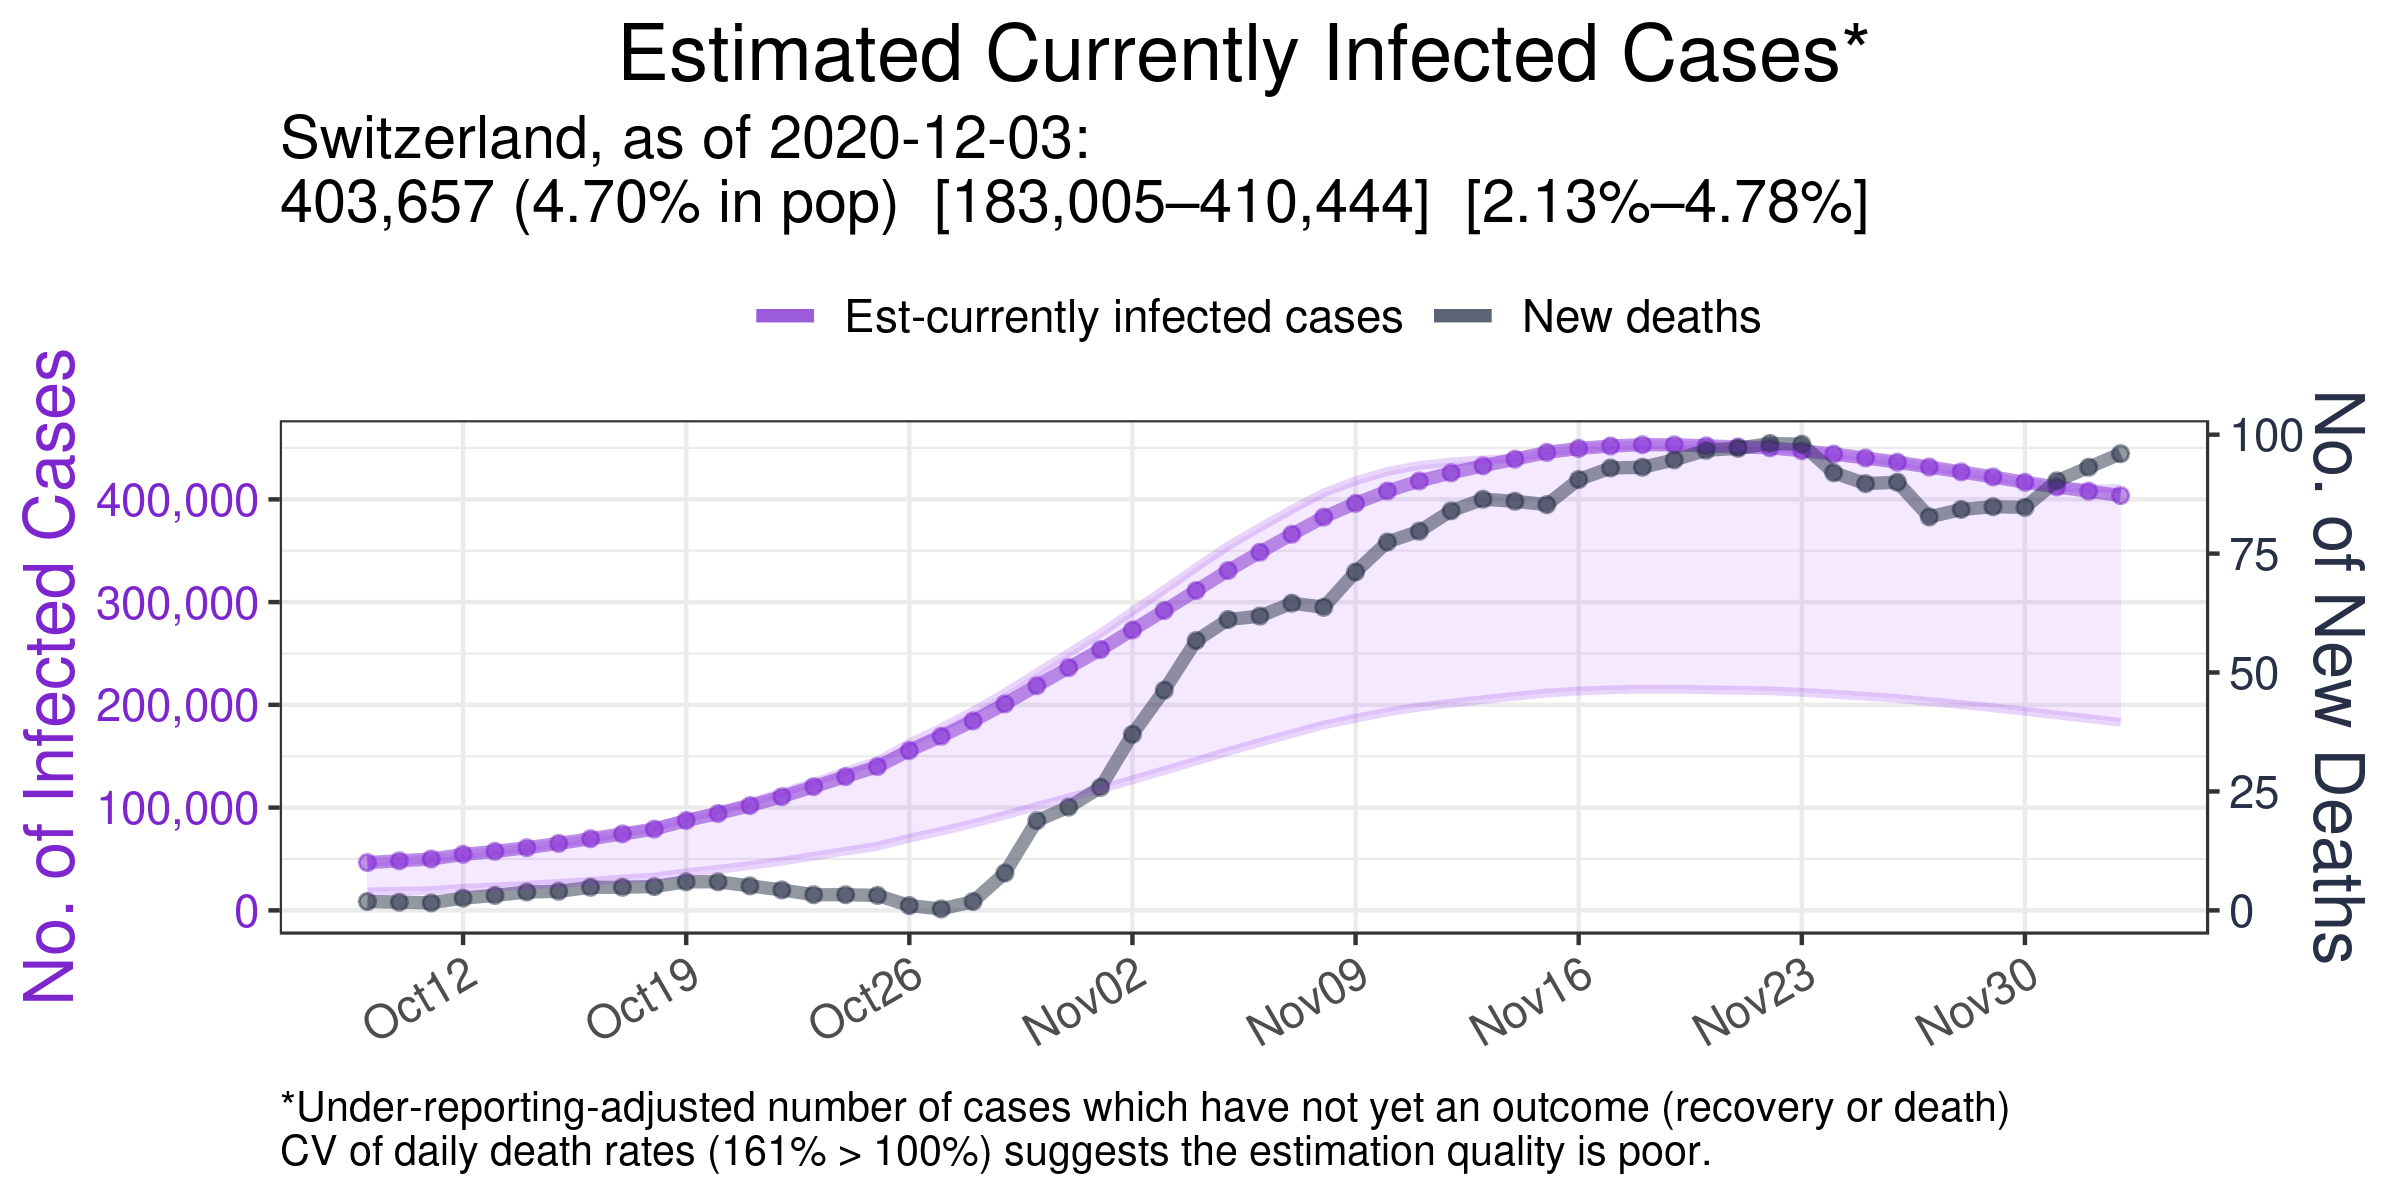 Estimated Currently Infected Cases*
Switzerland, as of 2020-12-03:
403,657 (4.70% in pop)  [183,005–410,444]  [2.13%–4.78%]
Est-currently infected cases
New deaths
No. of Infected Cases
400,000
300,000
200,000
100,000
0
100
75
50
25
0
No. of New Deaths
Oct12
Oct19
Oct26
Nov02
Nov09
Nov16
Nov23
Nov30
*Under-reporting-adjusted number of cases which have not yet an outcome (recovery or death)
CV of daily death rates (161% > 100%) suggests the estimation quality is poor.